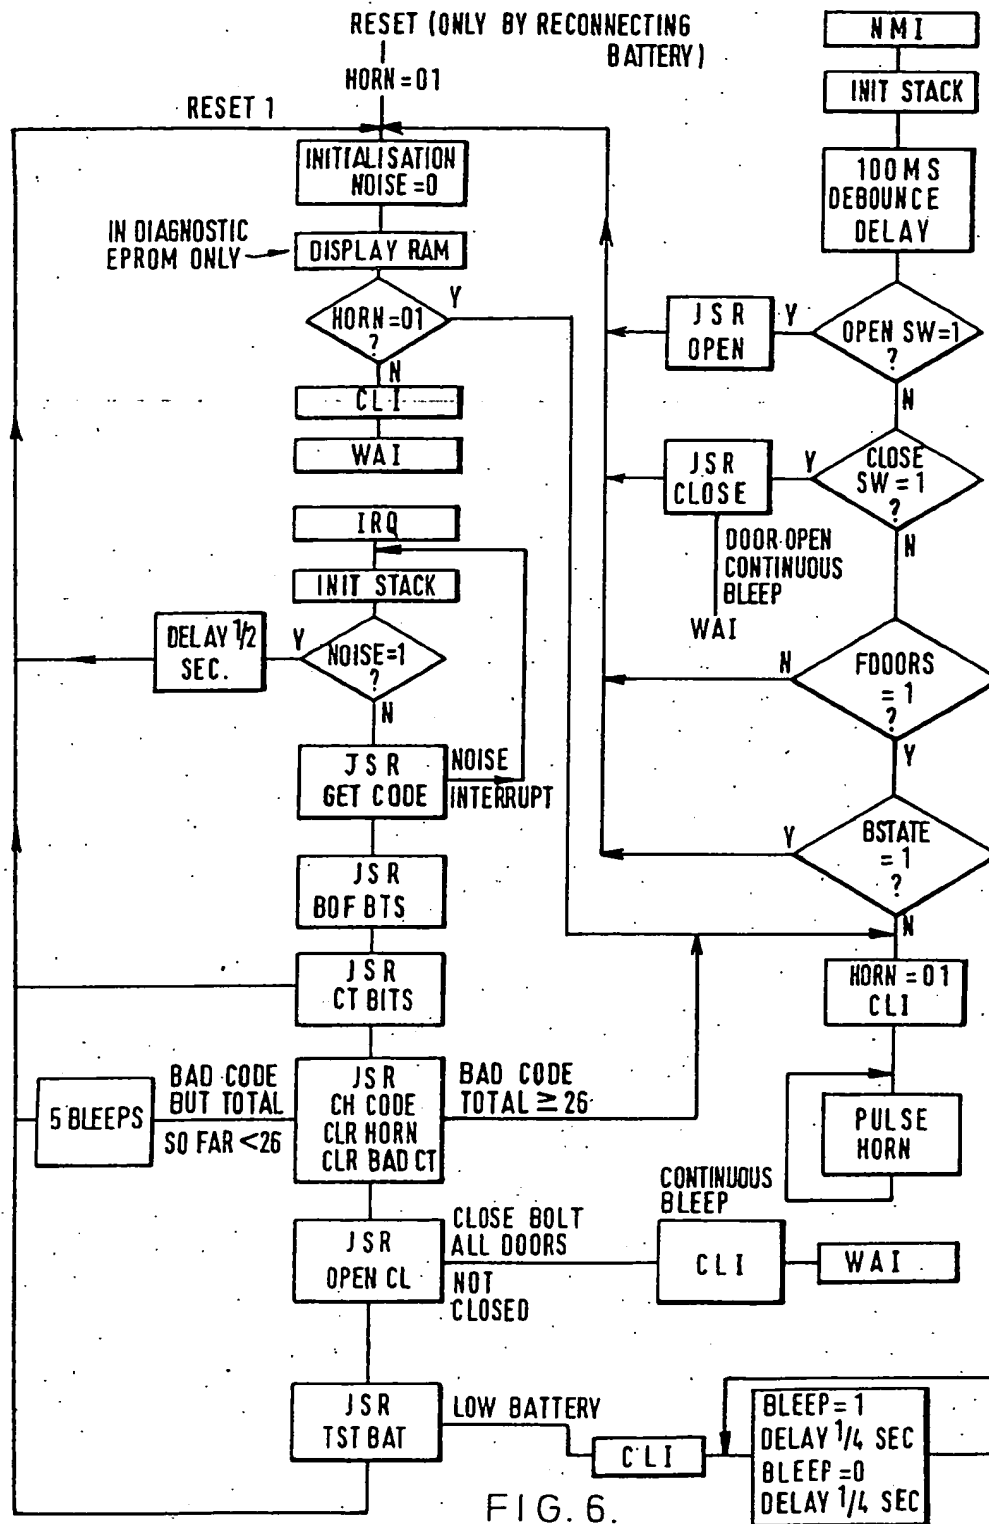 RESET (ONLY BY RECONNECTING
BATTERY)
HORN=01
RESET 1
INITIALISATION
NOISE=0
IN DIAGNOSTIC
EPROM ONLY
DISPLAY RAM
HORN=01
?
Y
N
CLI
WAI
IRQ
INIT STACK
DELAY 1/2
SEC.
Y
NOISE=1
?
N
JSR
GET CODE
NOISE
INTERRUPT
JSR
BOF BTS
JSR
CT BITS
5 BLEEPS
BAD CODE
BUT TOTAL
SO FAR <26
JSR
CH CODE
CLR HORN
CLR BAD CT
BAD CODE
TOTAL ≥ 26
JSR
OPEN CL
CLOSE BOLT
ALL DOORS
NOT
CLOSED
CONTINUOUS
BLEEP
CLI
WAI
JSR
TST BAT
LOW BATTERY
CLI
BLEEP=1
DELAY 1/4 SEC
BLEEP=0
DELAY 1/4 SEC
NMI
INIT STACK
100MS
DEBOUNCE
DELAY
JSR
OPEN
Y
OPEN SW=1
?
N
JSR
CLOSE
Y
CLOSE
SW=1
?
N
DOOR OPEN
CONTINUOUS
BLEEP
WAI
N
FDOORS
=1
?
Y
Y
BSTATE
=1
?
N
HORN=01
CLI
PULSE
HORN
FIG.6.